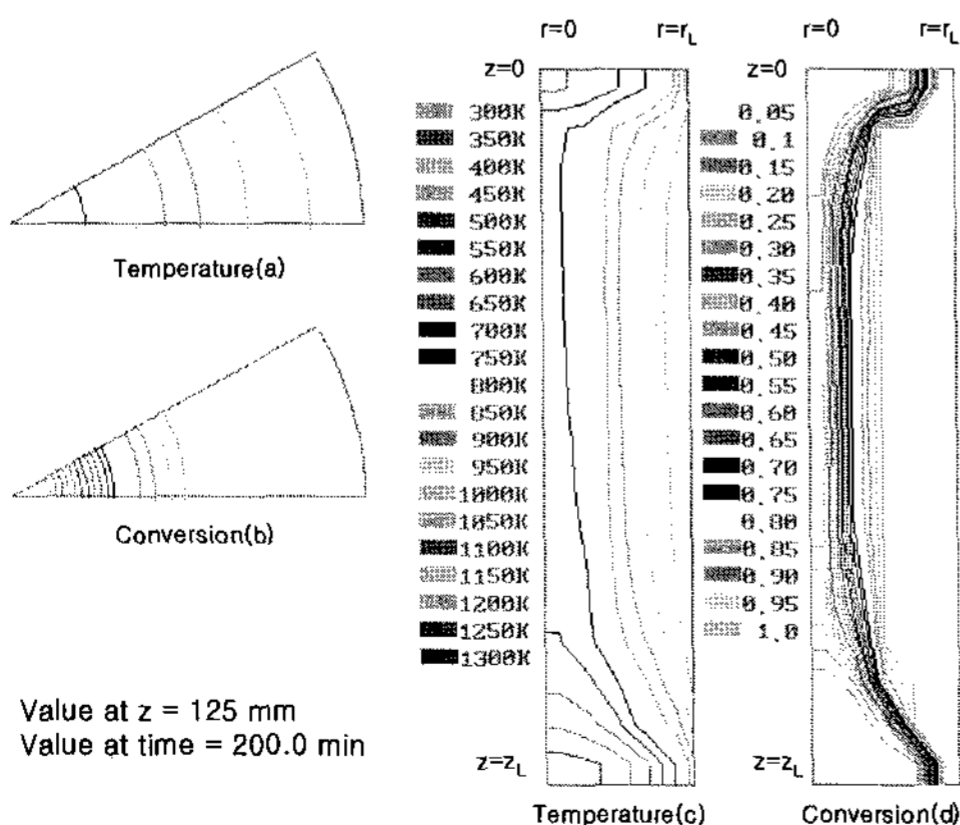 r=0 r=rL r=0 r=rL
z=0 z=0
300K
350K
400K
450K
500K
550K
600K
650K
700K
750K
800K
850K
900K
950K
1000K
1050K
1100K
1150K
1200K
1250K
1300K
0.05
0.1
0.15
0.20
0.25
0.30
0.35
0.40
0.45
0.50
0.55
0.60
0.65
0.70
0.75
0.80
0.85
0.90
0.95
1.0
Temperature(a)
Conversion(b)
Value at z = 125 mm
Value at time = 200.0 min
z=zL z=zL
Temperature(c) Conversion(d)